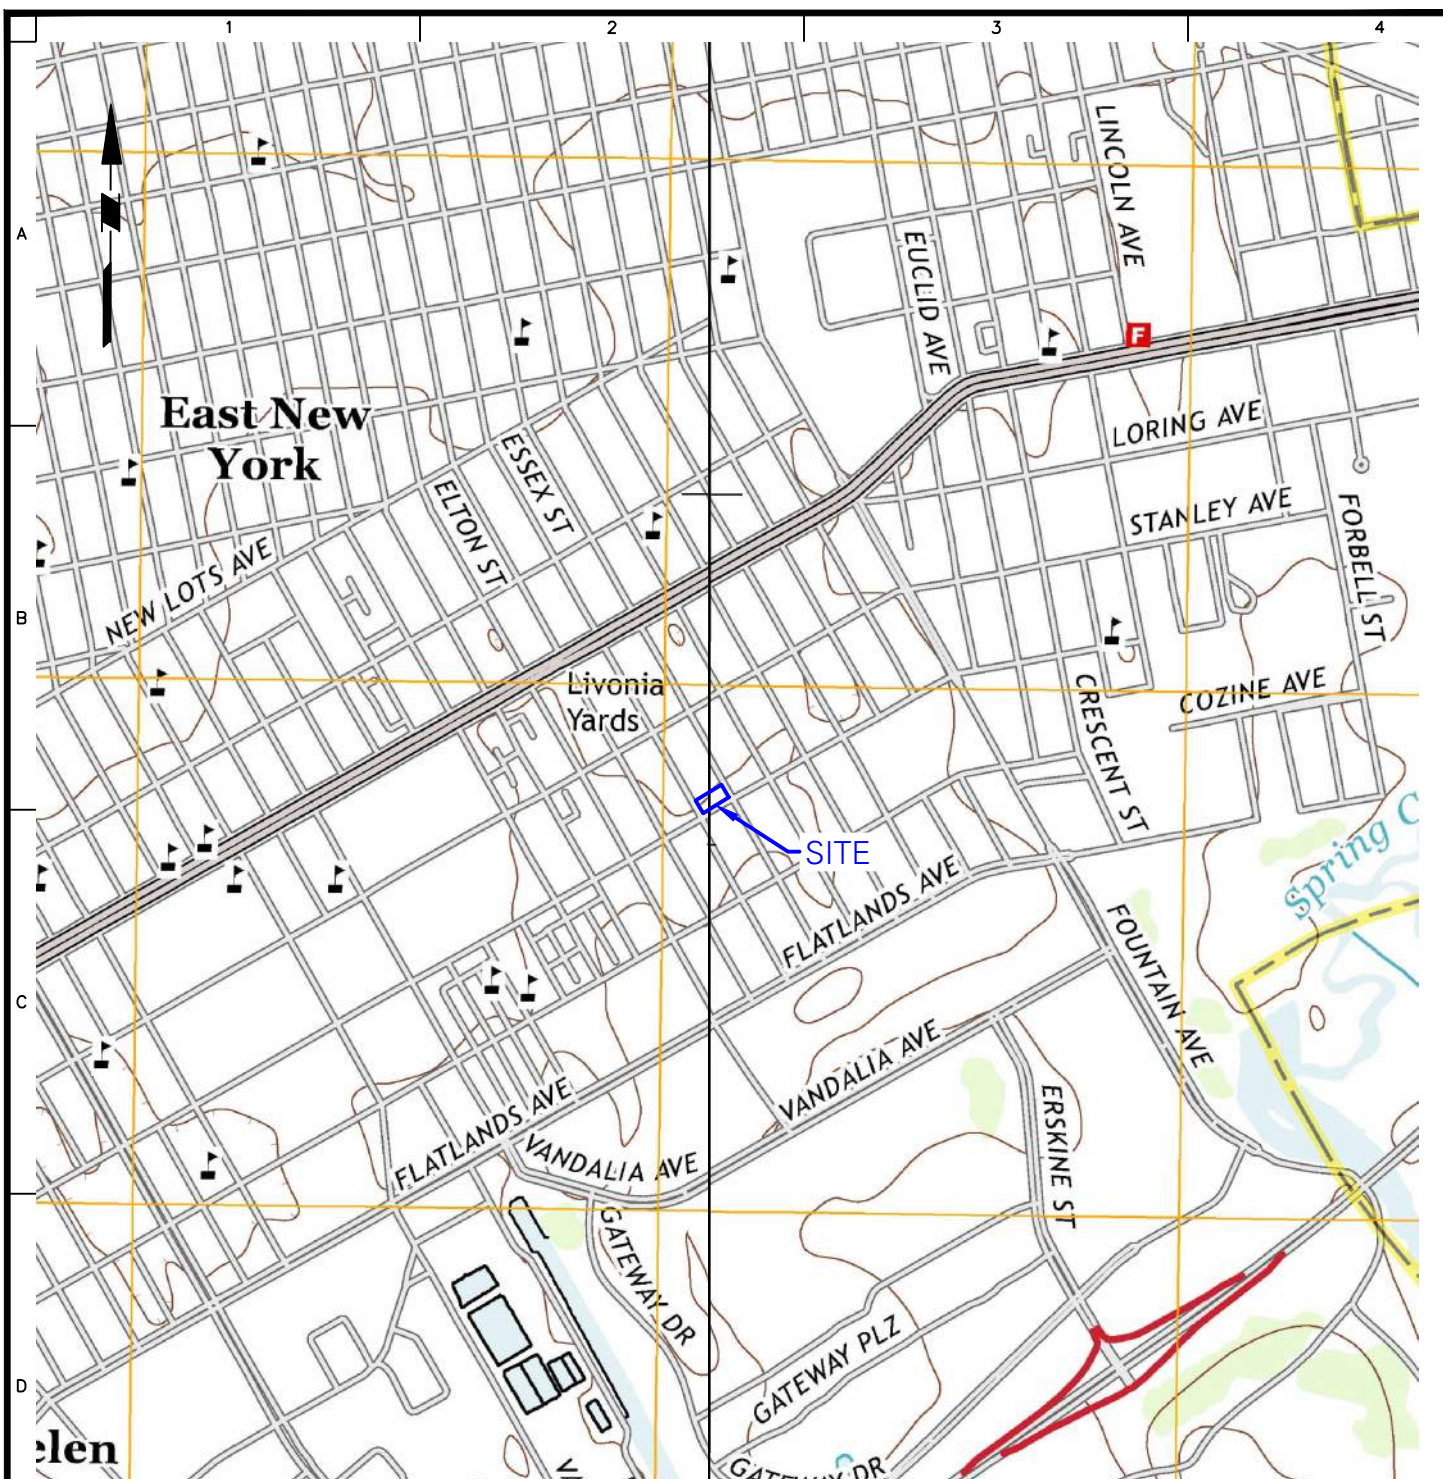 1
2
3
4
A
LINCOLN AVE
EUCLID AVE
F
East New
York
LORING AVE
ESSEX ST
ELTON ST
STANLEY AVE
FORBELL ST
NEW LOTS AVE
B
Livonia
Yards
CRESCENT ST
COZINE AVE
SITE
Spring C
FLATLANDS AVE
FOUNTAIN AVE
C
VANDALIA AVE
ERSKINE ST
FLATLANDS AVE
VANDALIA AVE
GATEWAY DR
GATEWAY PLZ
D
elen
GATEWAY DR